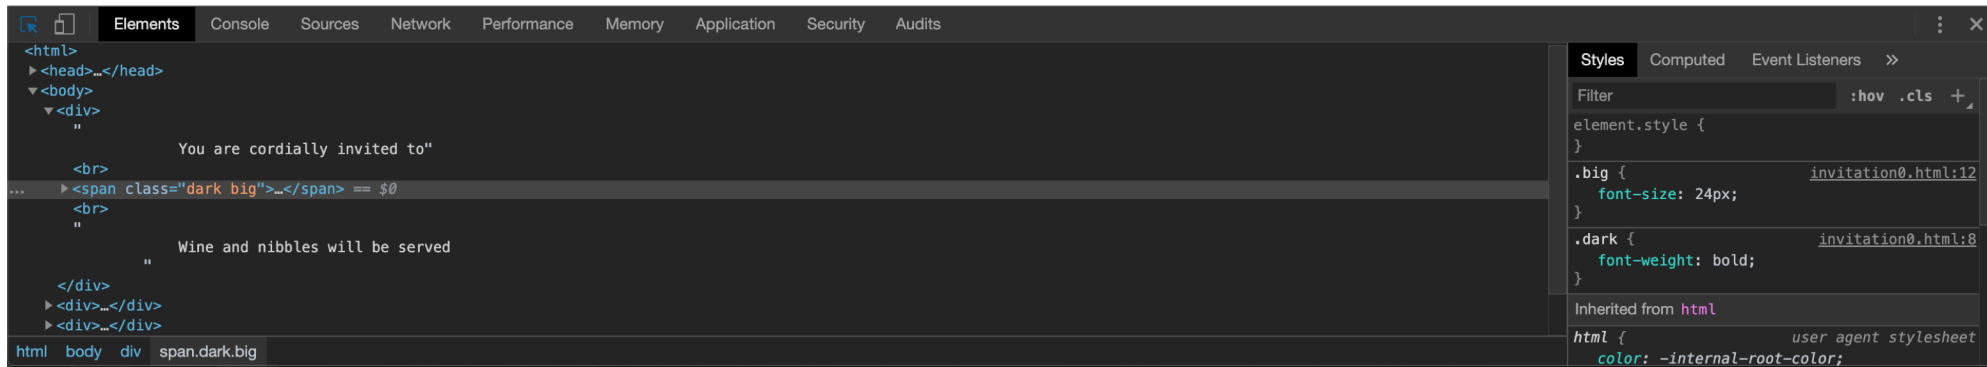 Elements Console Sources Network Performance Memory Application Security Audits
<html>
<head>…</head>
<body>
<div>
"
You are cordially invited to"
<br>
... <span class="dark big">…</span> == $0
<br>
"
Wine and nibbles will be served
"
</div>
<div>…</div>
<div>…</div>
html body div span.dark.big
Styles Computed Event Listeners »
Filter :hov .cls +
element.style {
}
.big { invitation0.html:12
font-size: 24px;
}
.dark { invitation0.html:8
font-weight: bold;
}
Inherited from html
html { user agent stylesheet
color: -internal-root-color;